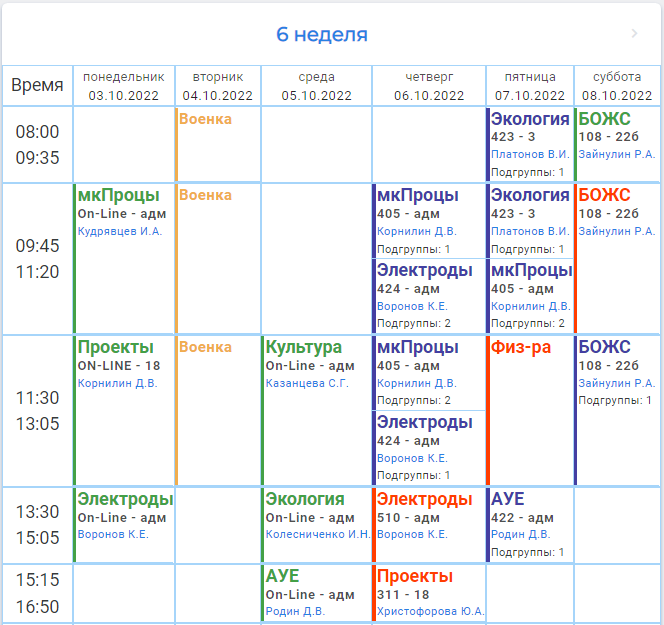 6 неделя
Время
понедельник
03.10.2022
вторник
04.10.2022
среда
05.10.2022
четверг
06.10.2022
пятница
07.10.2022
суббота
08.10.2022
08:00
09:35
Военка
Экология
423 - 3
Платонов В.И.
Подгруппы: 1
БОЖС
108 - 22б
Зайнулин Р.А.
09:45
11:20
мкПроцы
On-Line - адм
Кудрявцев И.А.
Военка
мкПроцы
405 - адм
Корнилин Д.В.
Подгруппы: 1
Электроды
424 - адм
Воронов К.Е.
Подгруппы: 2
Экология
423 - 3
Платонов В.И.
Подгруппы: 1
мкПроцы
405 - адм
Корнилин Д.В.
Подгруппы: 2
БОЖС
108 - 22б
Зайнулин Р.А.
11:30
13:05
Проекты
ON-LINE - 18
Корнилин Д.В.
Военка
Культура
On-Line - адм
Казанцева С.Г.
мкПроцы
405 - адм
Корнилин Д.В.
Подгруппы: 2
Электроды
424 - адм
Воронов К.Е.
Подгруппы: 1
Физ-ра
БОЖС
108 - 22б
Зайнулин Р.А.
Подгруппы: 1
13:30
15:05
Электроды
On-Line - адм
Воронов К.Е.
Экология
On-Line - адм
Колесниченко И.Н.
Электроды
510 - адм
Воронов К.Е.
АУЕ
422 - адм
Родин Д.В.
Подгруппы: 1
15:15
16:50
АУЕ
On-Line - адм
Родин Д.В.
Проекты
311 - 18
Христофорова Ю.А.